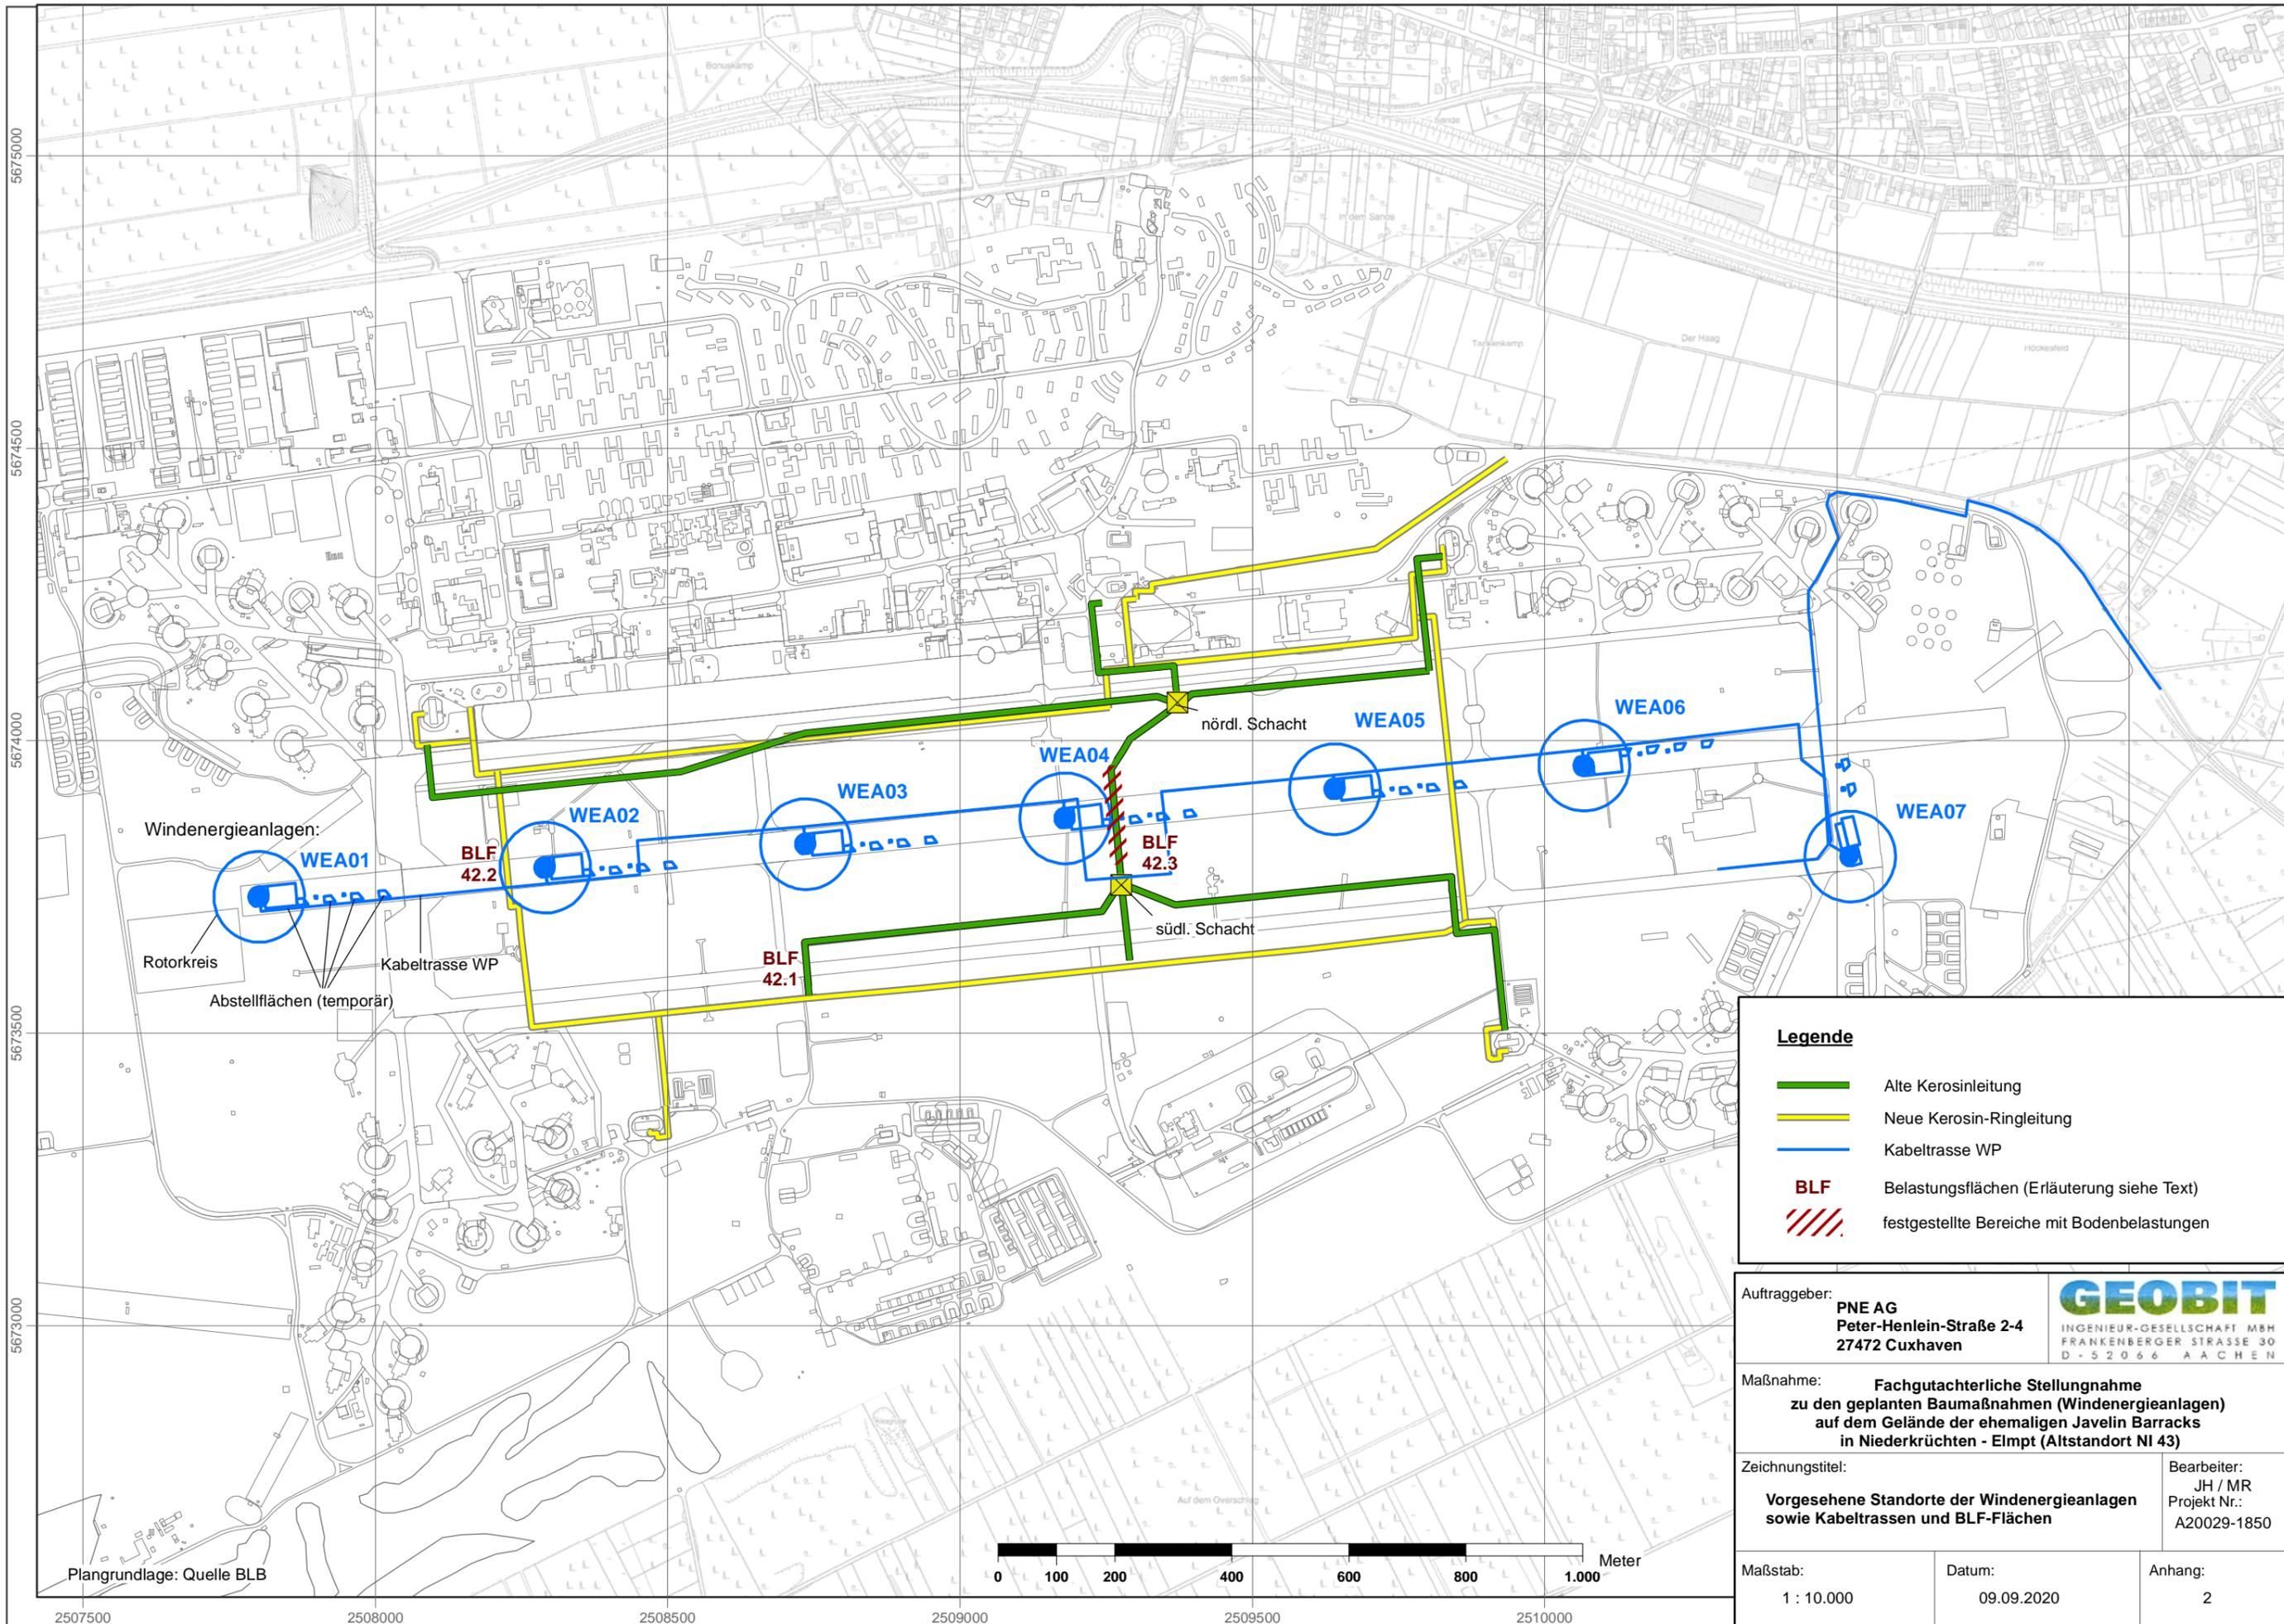 Bonuskamp
In dem Sande
Sande
In dem Sande
Tackenkamp
Der Haag
Höckesfeld
5675000
5674500
5674000
5673500
5673000
WEA05
WEA06
nördl. Schacht
WEA04
WEA03
WEA02
WEA07
Windenergieanlagen:
WEA01
BLF
42.2
BLF
42.3
südl. Schacht
BLF
42.1
Rotorkreis
Kabeltrasse WP
Abstellflächen (temporär)
Auf dem Overschlag
Legende
Alte Kerosinleitung
Neue Kerosin-Ringleitung
Kabeltrasse WP
BLF Belastungsflächen (Erläuterung siehe Text)
festgestellte Bereiche mit Bodenbelastungen
Auftraggeber:
PNE AG
Peter-Henlein-Straße 2-4
27472 Cuxhaven
GEOBIT
INGENIEUR-GESELLSCHAFT MBH
FRANKENBERGER STRASSE 30
D-52066 AACHEN
Maßnahme:
Fachgutachterliche Stellungnahme
zu den geplanten Baumaßnahmen (Windenergieanlagen)
auf dem Gelände der ehemaligen Javelin Barracks
in Niederkrüchten - Elmpt (Altstandort NI 43)
Zeichnungstitel:
Vorgesehene Standorte der Windenergieanlagen
sowie Kabeltrassen und BLF-Flächen
Bearbeiter:
JH / MR
Projekt Nr.:
A20029-1850
Maßstab:
1 : 10.000
Datum:
09.09.2020
Anhang:
2
Plangrundlage: Quelle BLB
Meter
0 100 200 400 600 800 1.000
2507500 2508000 2508500 2509000 2509500 2510000